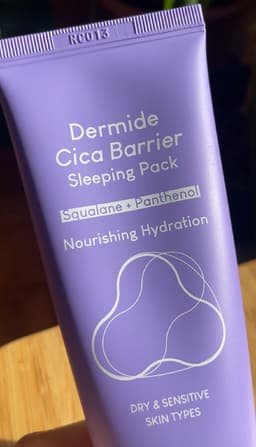 RC013
Dermide
Cica Barrier
Sleeping Pack
Squalane + Panthenol
Nourishing Hydration
DRY & SENSITIVE
SKIN TYPES